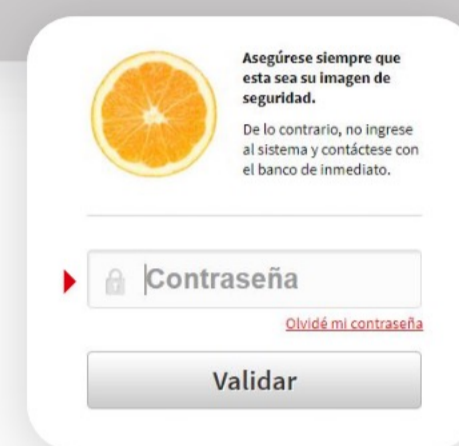 Asegúrese siempre que
esta sea su imagen de
seguridad.
De lo contrario, no ingrese
al sistema y contáctese con
el banco de inmediato.
Contraseña
Olvidé mi contraseña
Validar